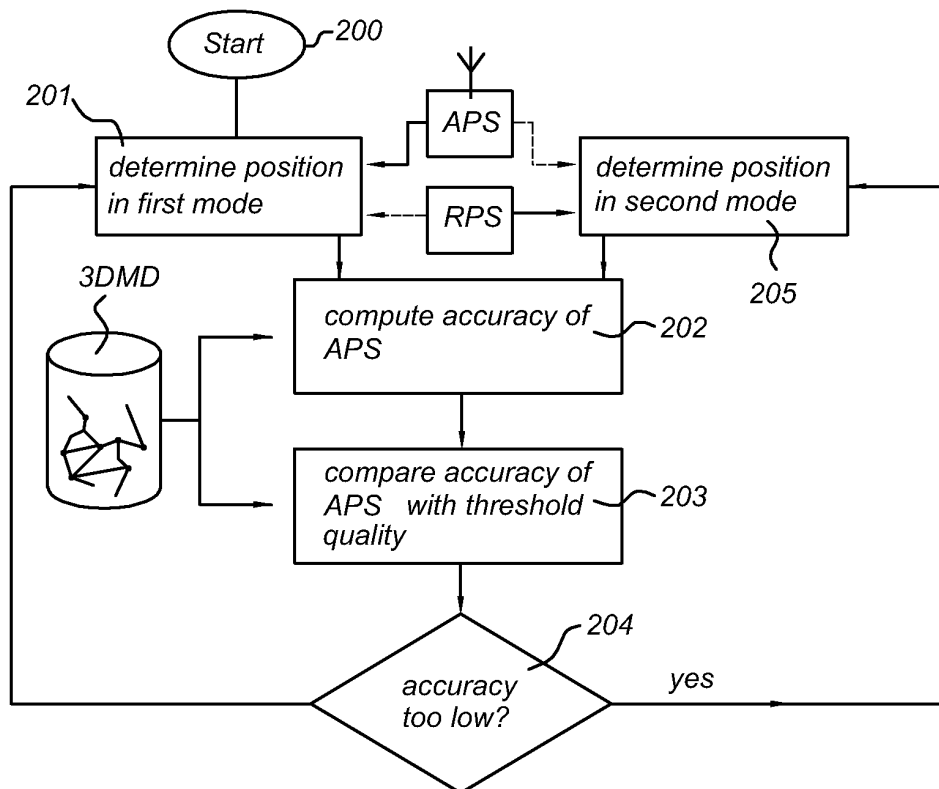 Start
200
201
APS
determine position
in first mode
determine position
in second mode
RPS
205
3DMD
compute accuracy of
APS
202
compare accuracy of
APS with threshold
quality
203
204
accuracy
too low?
yes